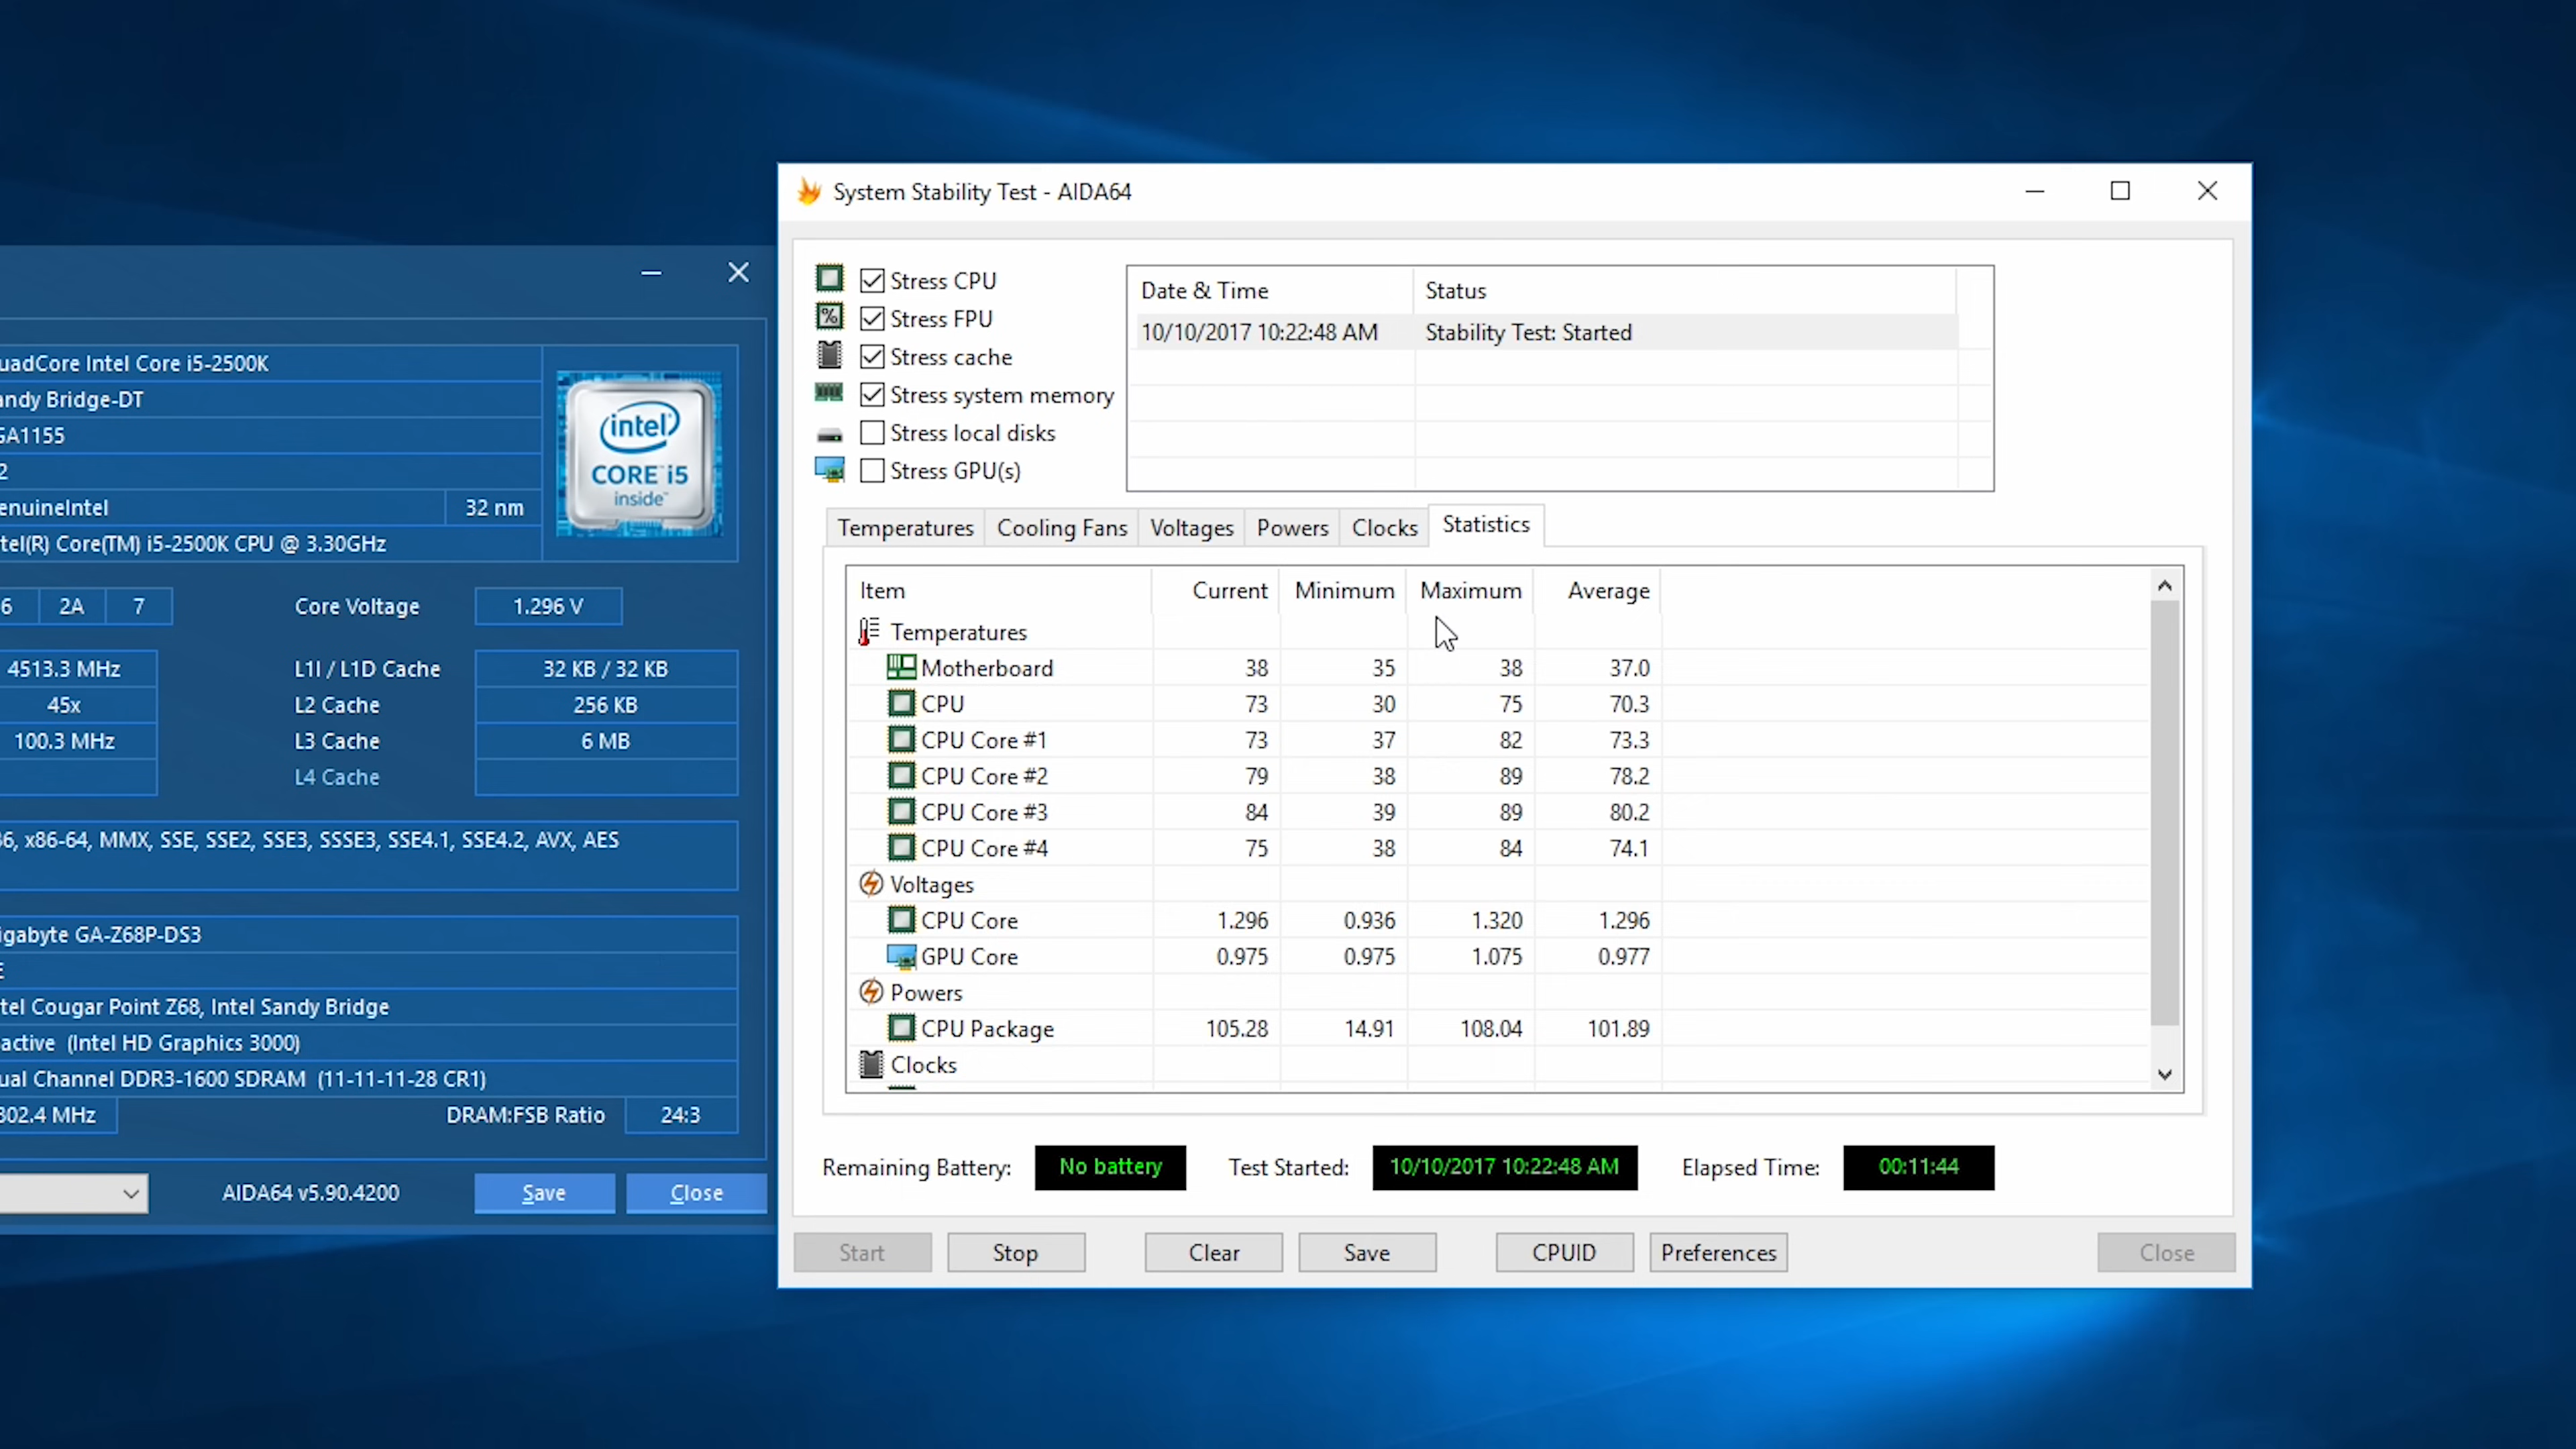 System Stability Test - AIDA64
Stress CPU
Stress FPU
Stress cache
Stress system memory
Stress local disks
Stress GPU(s)
Date & Time Status
10/10/2017 10:22:48 AM Stability Test: Started
Temperatures Cooling Fans Voltages Powers Clocks Statistics
Item Current Minimum Maximum Average
Temperatures
Motherboard 38 35 38 37.0
CPU 73 30 75 70.3
CPU Core #1 73 37 82 73.3
CPU Core #2 79 38 89 78.2
CPU Core #3 84 39 89 80.2
CPU Core #4 75 38 84 74.1
Voltages
CPU Core 1.296 0.936 1.320 1.296
GPU Core 0.975 0.975 1.075 0.977
Powers
CPU Package 105.28 14.91 108.04 101.89
Clocks
Remaining Battery: No battery Test Started: 10/10/2017 10:22:48 AM Elapsed Time: 00:11:44
Start Stop Clear Save CPUID Preferences Close
uadCore Intel Core i5-2500K
andy Bridge-DT
GA1155
2
enuineIntel 32 nm
tel(R) Core(TM) i5-2500K CPU @ 3.30GHz
intel
CORE i5
inside™
6 2A 7 Core Voltage 1.296 V
4513.3 MHz L1I / L1D Cache 32 KB / 32 KB
45x L2 Cache 256 KB
100.3 MHz L3 Cache 6 MB
L4 Cache
86, x86-64, MMX, SSE, SSE2, SSE3, SSSE3, SSE4.1, SSE4.2, AVX, AES
igabyte GA-Z68P-DS3
E
tel Cougar Point Z68, Intel Sandy Bridge
active (Intel HD Graphics 3000)
ual Channel DDR3-1600 SDRAM (11-11-11-28 CR1)
802.4 MHz DRAM:FSB Ratio 24:3
AIDA64 v5.90.4200 Save Close